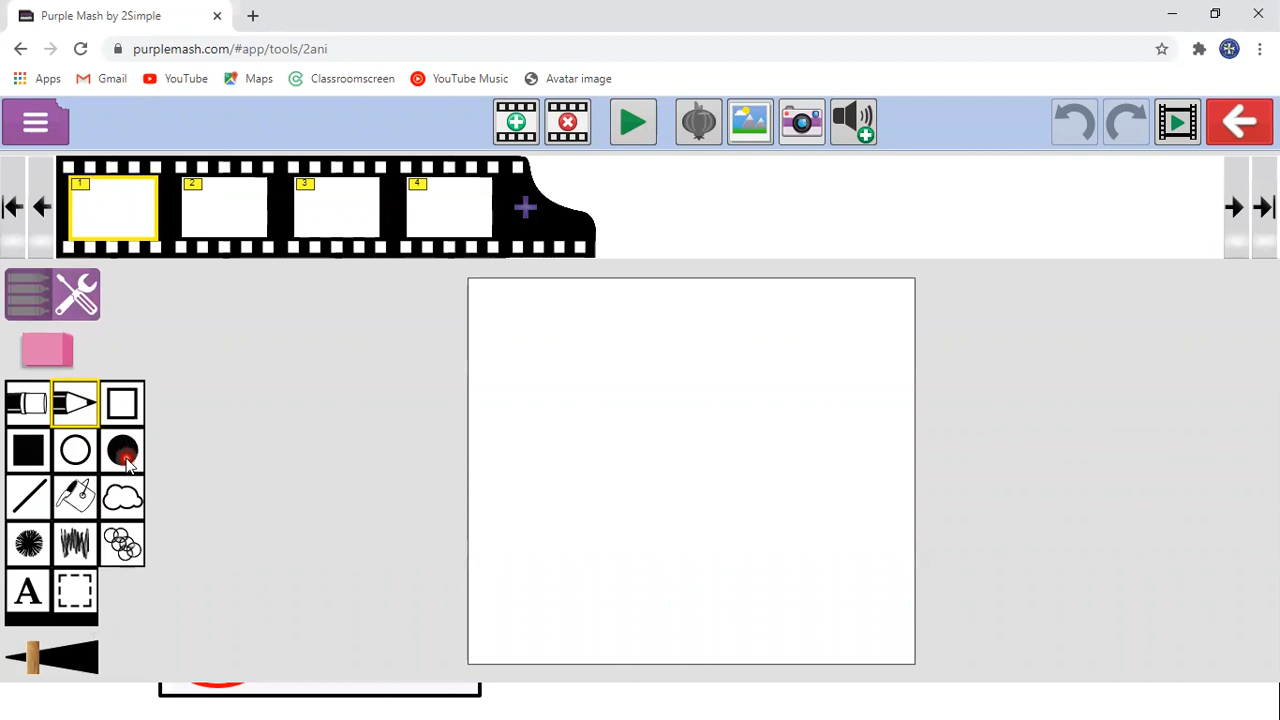 Purple Mash by 2Simple
purplemash.com/#app/tools/2ani
Apps Gmail YouTube Maps Classroomscreen YouTube Music Avatar image
1 2 3 4
A